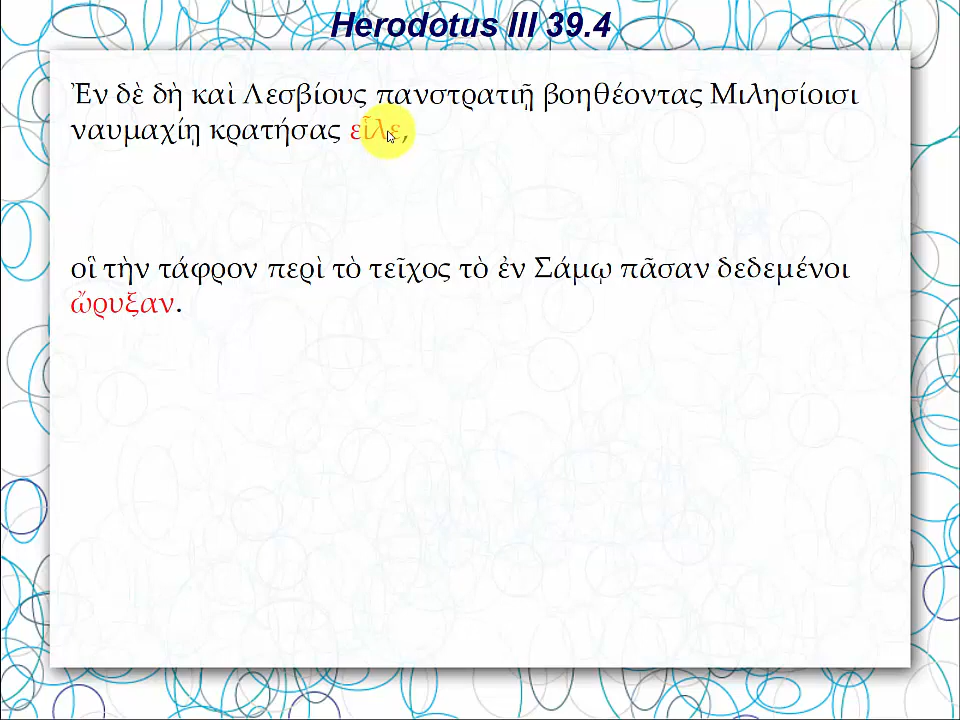 Herodotus III 39.4
Ἐν δὲ δὴ καὶ Λεσβίους πανστρατιῇ βοηθέοντας Μιλησίοισι
ναυμαχίῃ κρατήσας εἷλε,
οἳ τὴν τάφρον περὶ τὸ τεῖχος τὸ ἐν Σάμῳ πᾶσαν δεδεμένοι
ὤρυξαν.